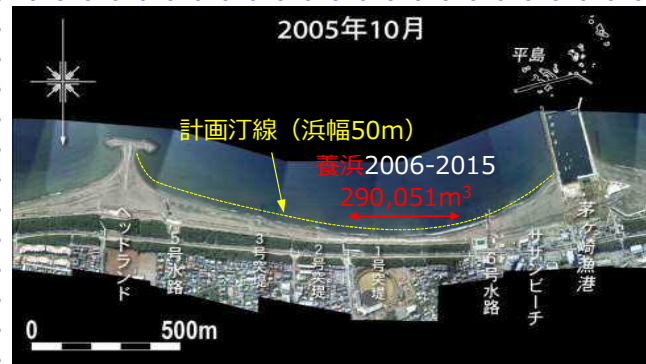 2005年10月
平島
計画汀線（浜幅50m）
養浜2006-2015
290,051m³
ヘッドランド
5号水路
3号突堤
2号突堤
1号突堤
6号水路
サザンビーチ
茅ヶ崎漁港
0
500m